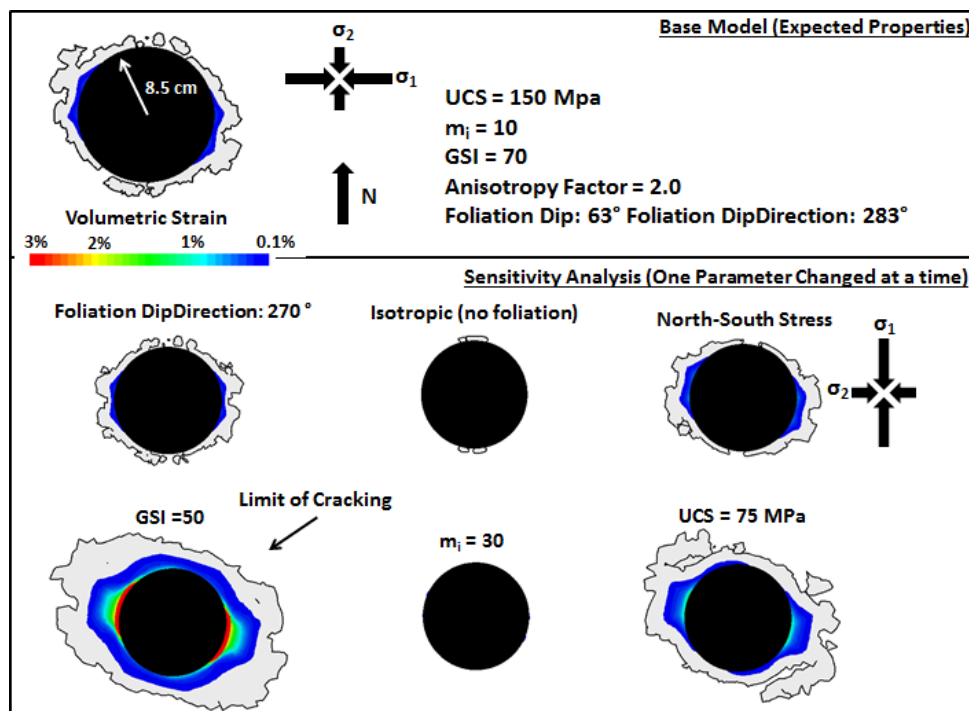 Base Model (Expected Properties)
σ2
σ1
8.5 cm
UCS = 150 Mpa
mi = 10
GSI = 70
Anisotropy Factor = 2.0
Foliation Dip: 63° Foliation DipDirection: 283°
N
Volumetric Strain
3% 2% 1% 0.1%
Sensitivity Analysis (One Parameter Changed at a time)
Foliation DipDirection: 270°
Isotropic (no foliation)
North-South Stress
σ1
σ2
Limit of Cracking
GSI =50
mi = 30
UCS = 75 MPa